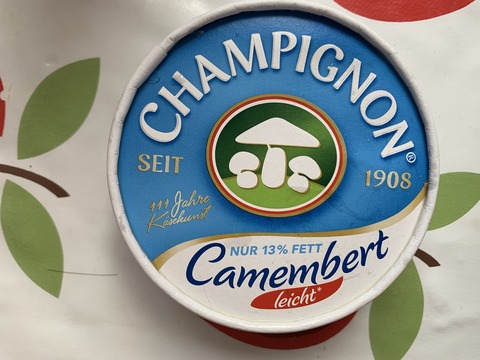 CHAMPIGNON®
SEIT 1908
111 Jahre
Käsekunst
NUR 13% FETT
Camembert
leicht*